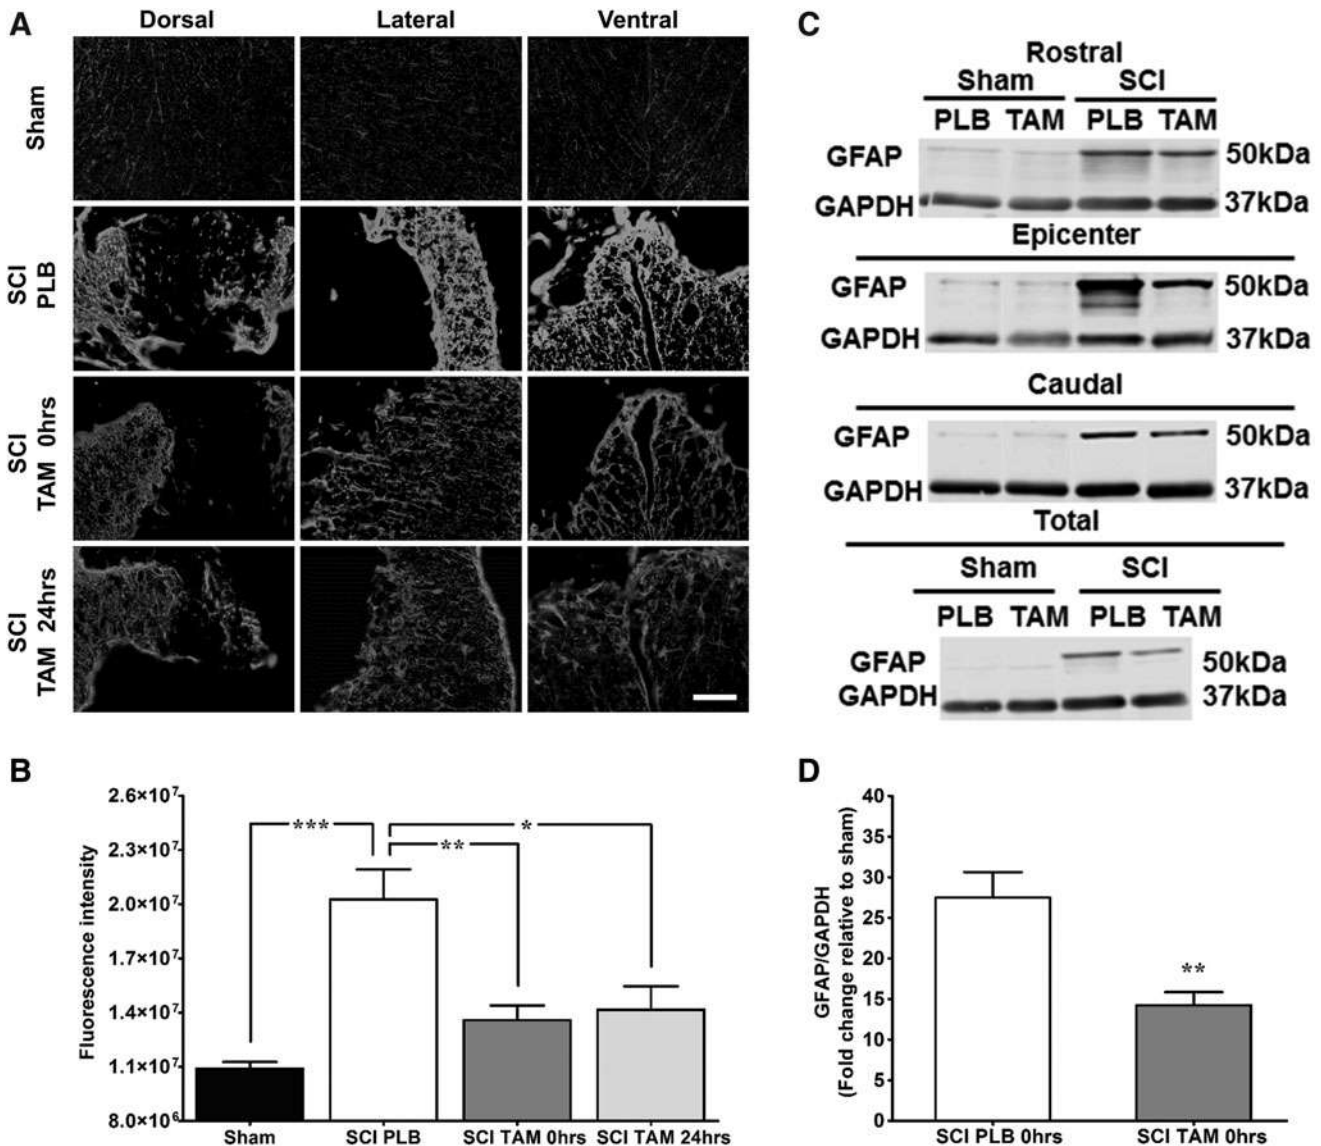 A
Dorsal Lateral Ventral
Sham
SCI
PLB
SCI
TAM 0hrs
SCI
TAM 24hrs
B
Fluorescence intensity
2.6×10⁷
2.3×10⁷
2.0×10⁷
1.7×10⁷
1.4×10⁷
1.1×10⁷
8.0×10⁶
***
**
*
Sham SCI PLB SCI TAM 0hrs SCI TAM 24hrs
C
Rostral
Sham SCI
PLB TAM PLB TAM
GFAP 50kDa
GAPDH 37kDa
Epicenter
GFAP 50kDa
GAPDH 37kDa
Caudal
GFAP 50kDa
GAPDH 37kDa
Total
Sham SCI
PLB TAM PLB TAM
GFAP 50kDa
GAPDH 37kDa
D
GFAP/GAPDH
(Fold change relative to sham)
40
35
30
25
20
15
10
5
0
**
SCI PLB 0hrs SCI TAM 0hrs